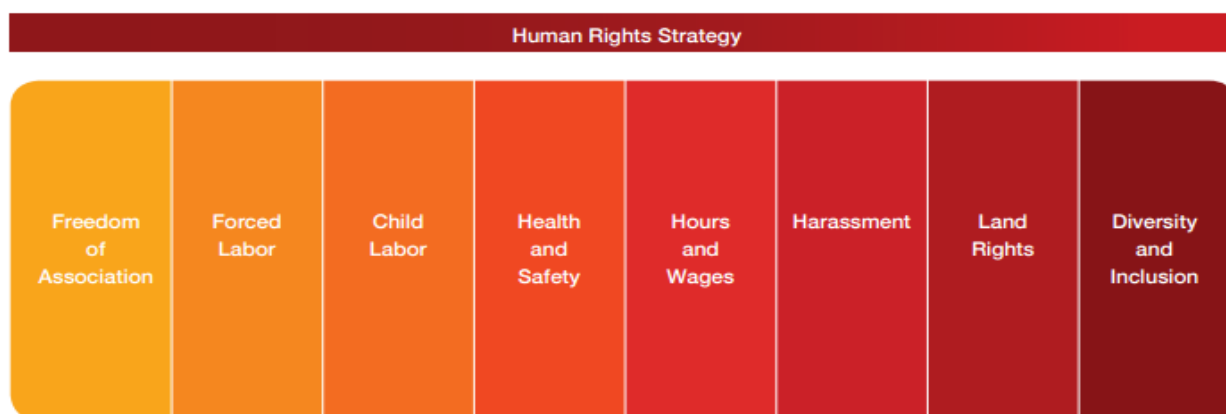 Human Rights Strategy
Freedom
of
Association
Forced
Labor
Child
Labor
Health
and
Safety
Hours
and
Wages
Harassment
Land
Rights
Diversity
and
Inclusion